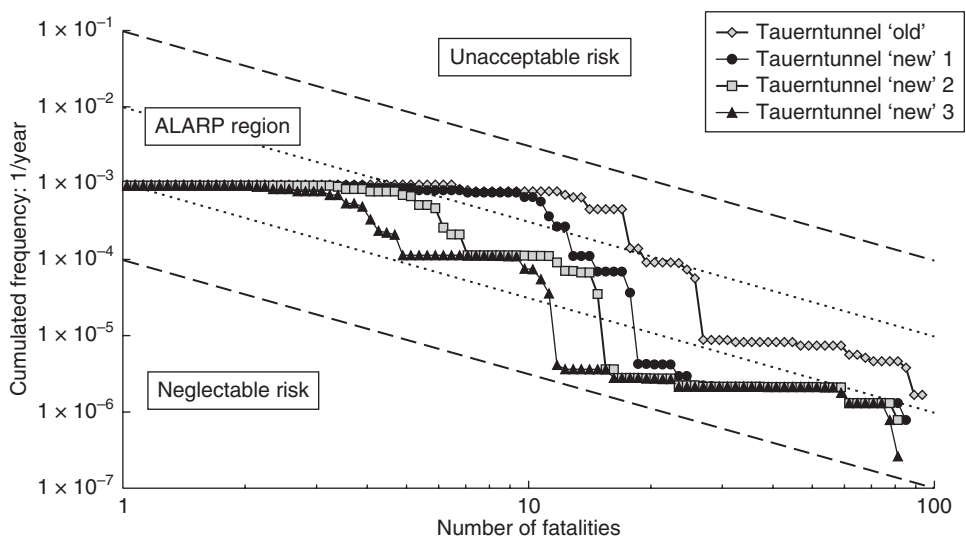 1 × 10⁻¹
1 × 10⁻²
1 × 10⁻³
1 × 10⁻⁴
1 × 10⁻⁵
1 × 10⁻⁶
1 × 10⁻⁷
Cumulated frequency: 1/year
Unacceptable risk
ALARP region
Neglectable risk
Tauerntunnel ‘old’
Tauerntunnel ‘new’ 1
Tauerntunnel ‘new’ 2
Tauerntunnel ‘new’ 3
1
10
100
Number of fatalities